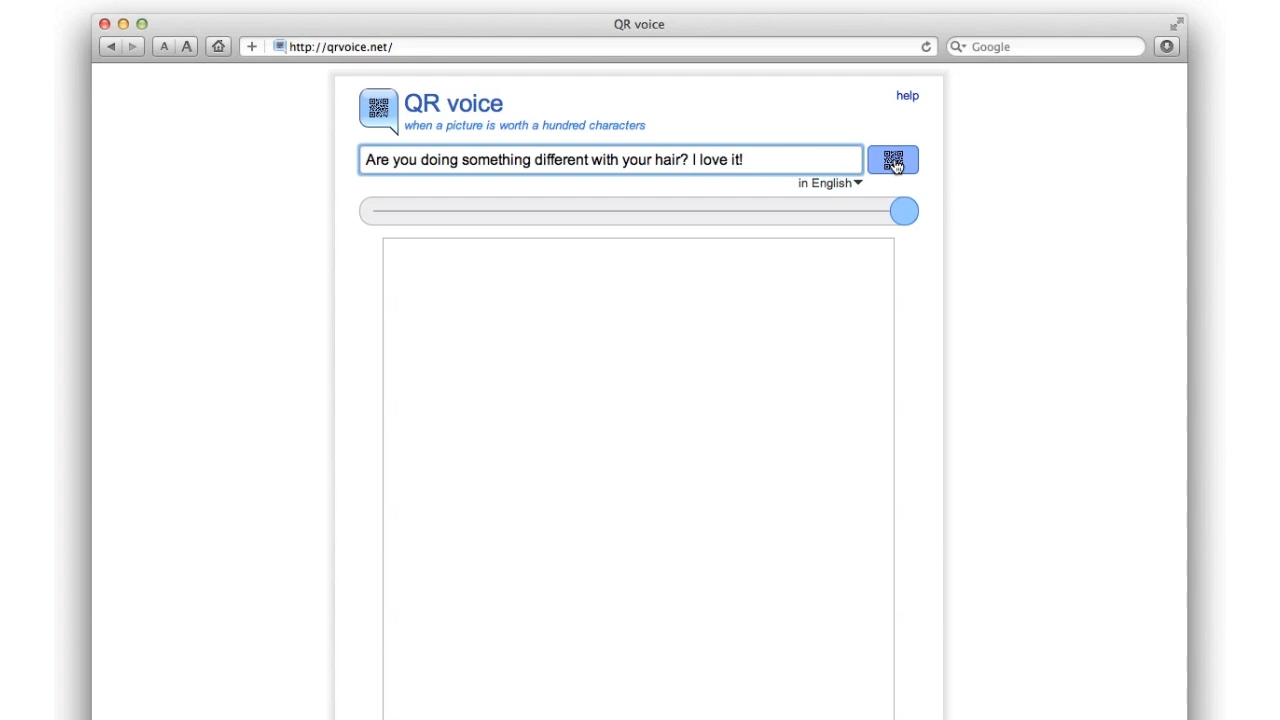 QR voice
A A
http://qrvoice.net/
Google
QR voice
help
when a picture is worth a hundred characters
Are you doing something different with your hair? I love it!
in English